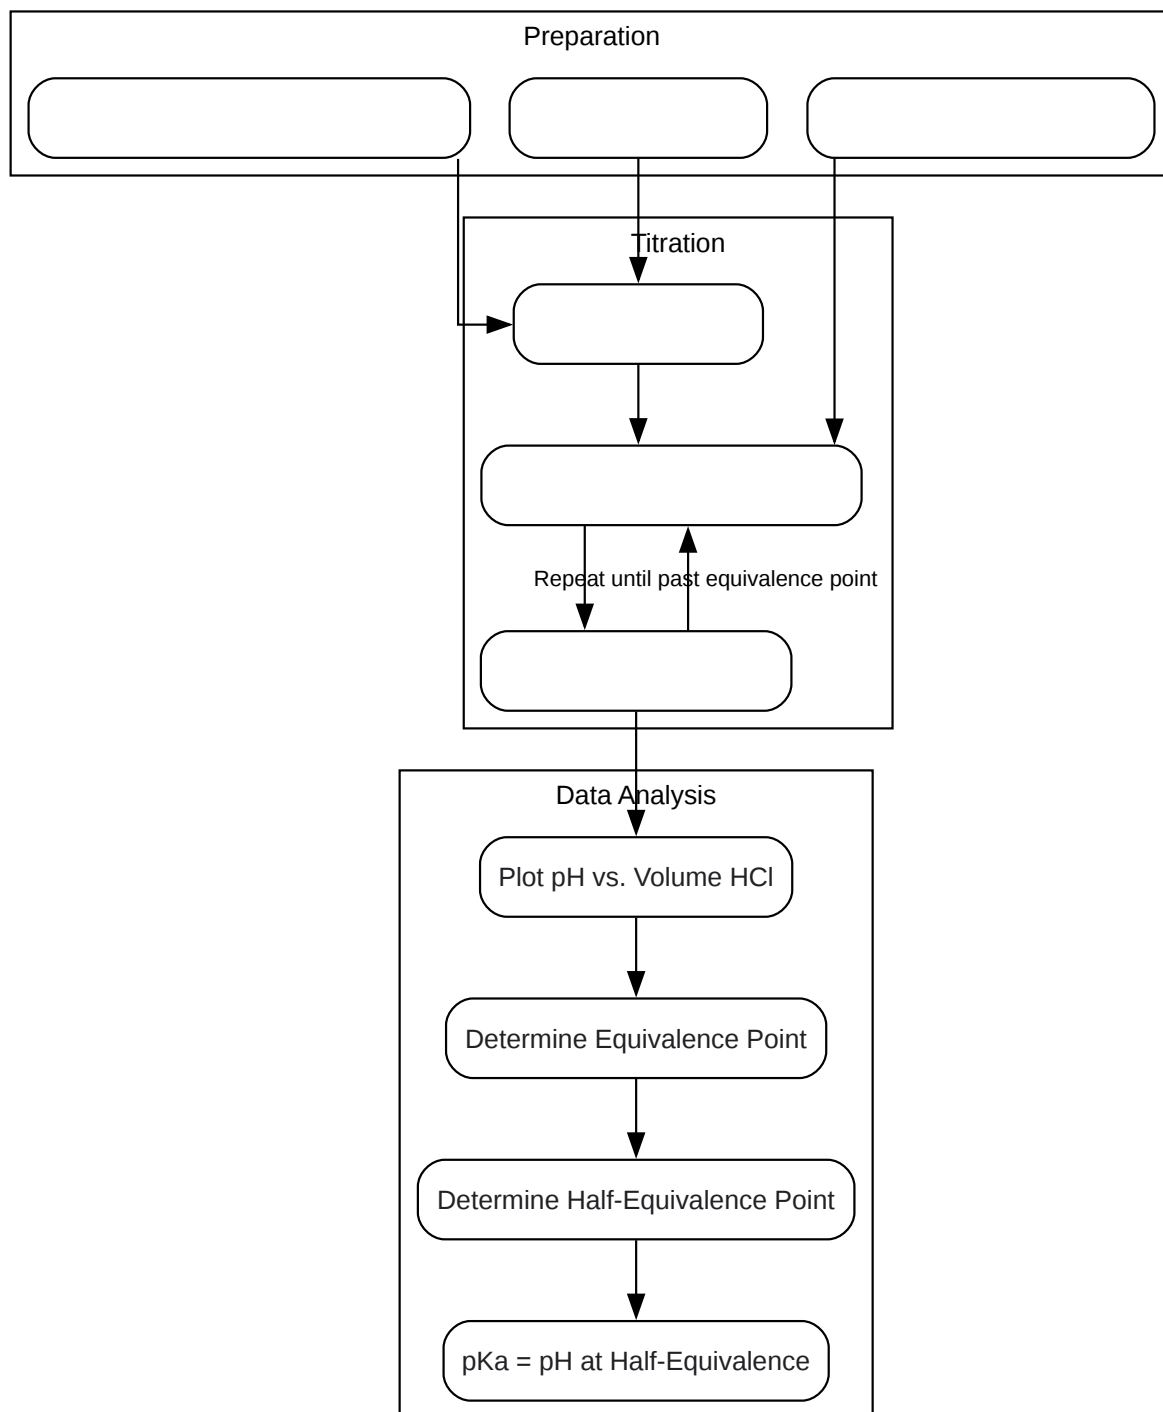 Preparation
Titration
Repeat until past equivalence point
Data Analysis
Plot pH vs. Volume HCl
Determine Equivalence Point
Determine Half-Equivalence Point
pKa = pH at Half-Equivalence